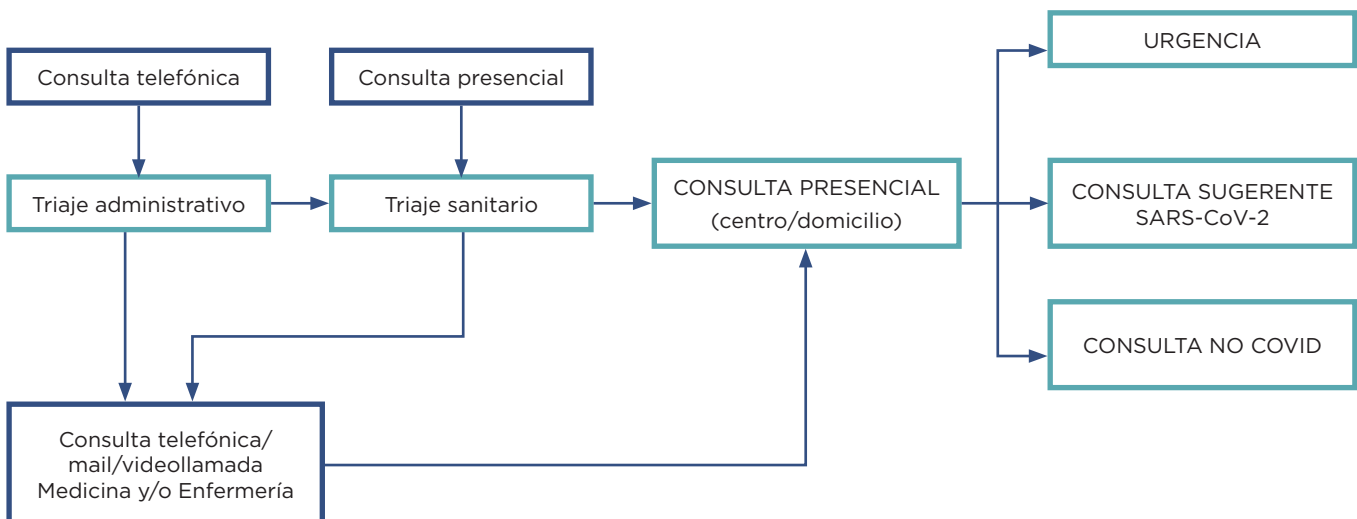 Consulta telefónica
Consulta presencial
URGENCIA
Triaje administrativo
Triaje sanitario
CONSULTA PRESENCIAL
(centro/domicilio)
CONSULTA SUGERENTE
SARS-CoV-2
CONSULTA NO COVID
Consulta telefónica/
mail/videollamada
Medicina y/o Enfermería